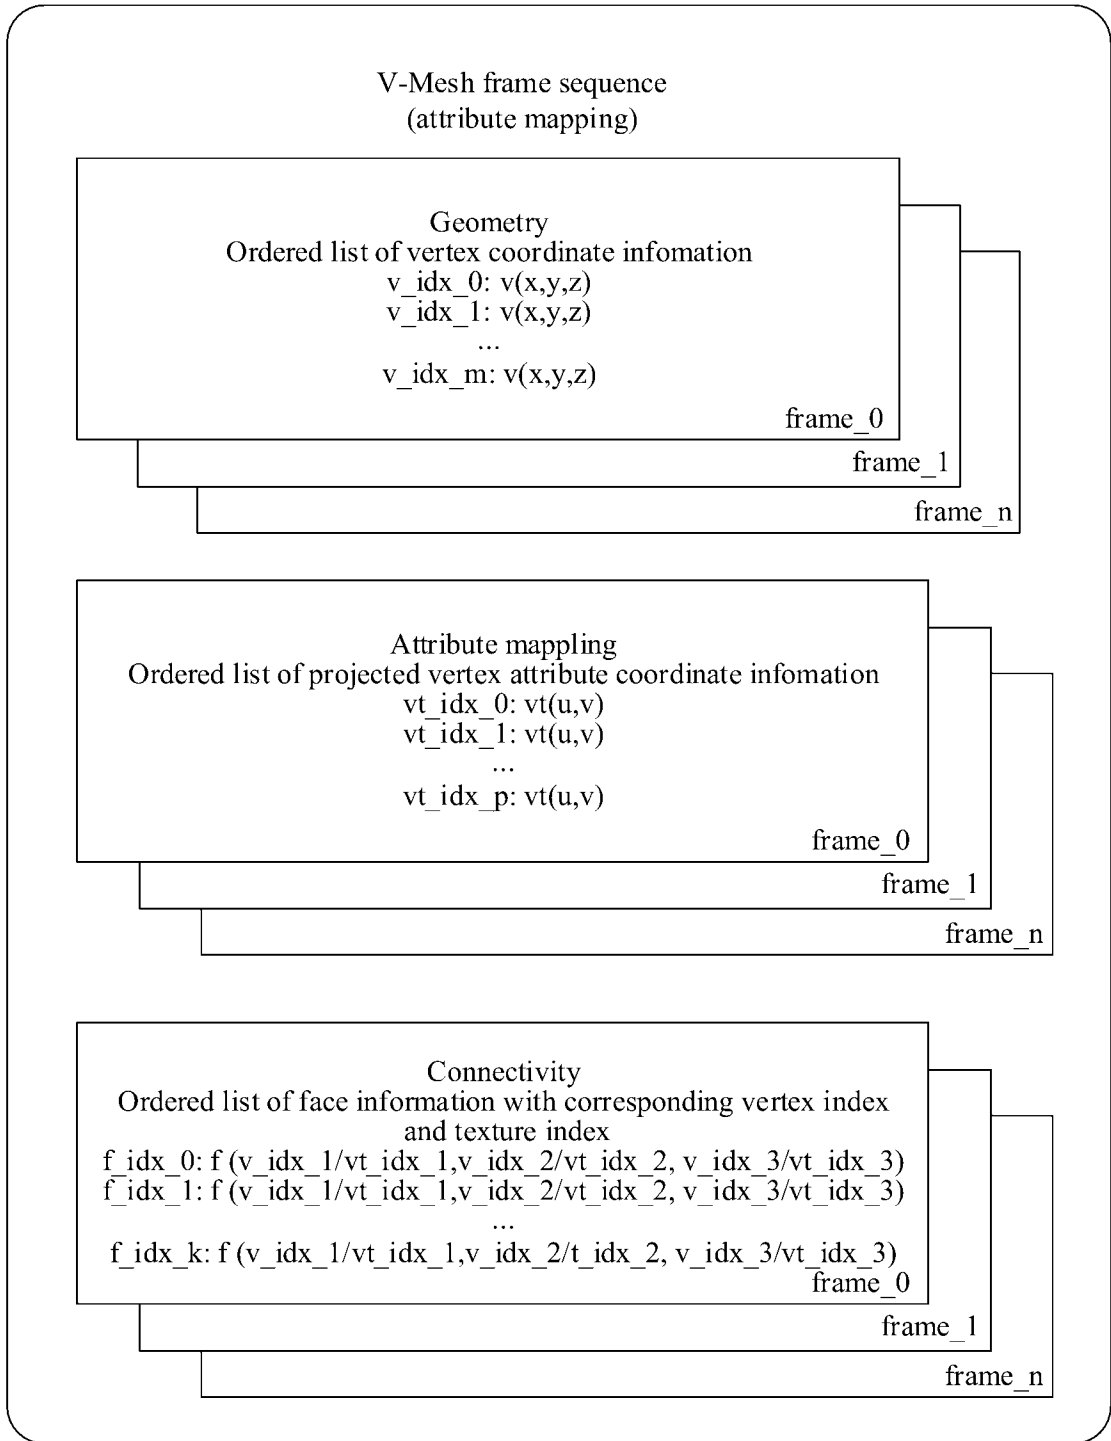 V-Mesh frame sequence
(attribute mapping)
Geometry
Ordered list of vertex coordinate infomation
v_idx_0: v(x,y,z)
v_idx_1: v(x,y,z)
...
v_idx_m: v(x,y,z)
frame_0
frame_1
frame_n
Attribute mappling
Ordered list of projected vertex attribute coordinate infomation
vt_idx_0: vt(u,v)
vt_idx_1: vt(u,v)
...
vt_idx_p: vt(u,v)
frame_0
frame_1
frame_n
Connectivity
Ordered list of face information with corresponding vertex index
and texture index
f_idx_0: f (v_idx_1/vt_idx_1,v_idx_2/vt_idx_2, v_idx_3/vt_idx_3)
f_idx_1: f (v_idx_1/vt_idx_1,v_idx_2/vt_idx_2, v_idx_3/vt_idx_3)
...
f_idx_k: f (v_idx_1/vt_idx_1,v_idx_2/t_idx_2, v_idx_3/vt_idx_3)
frame_0
frame_1
frame_n